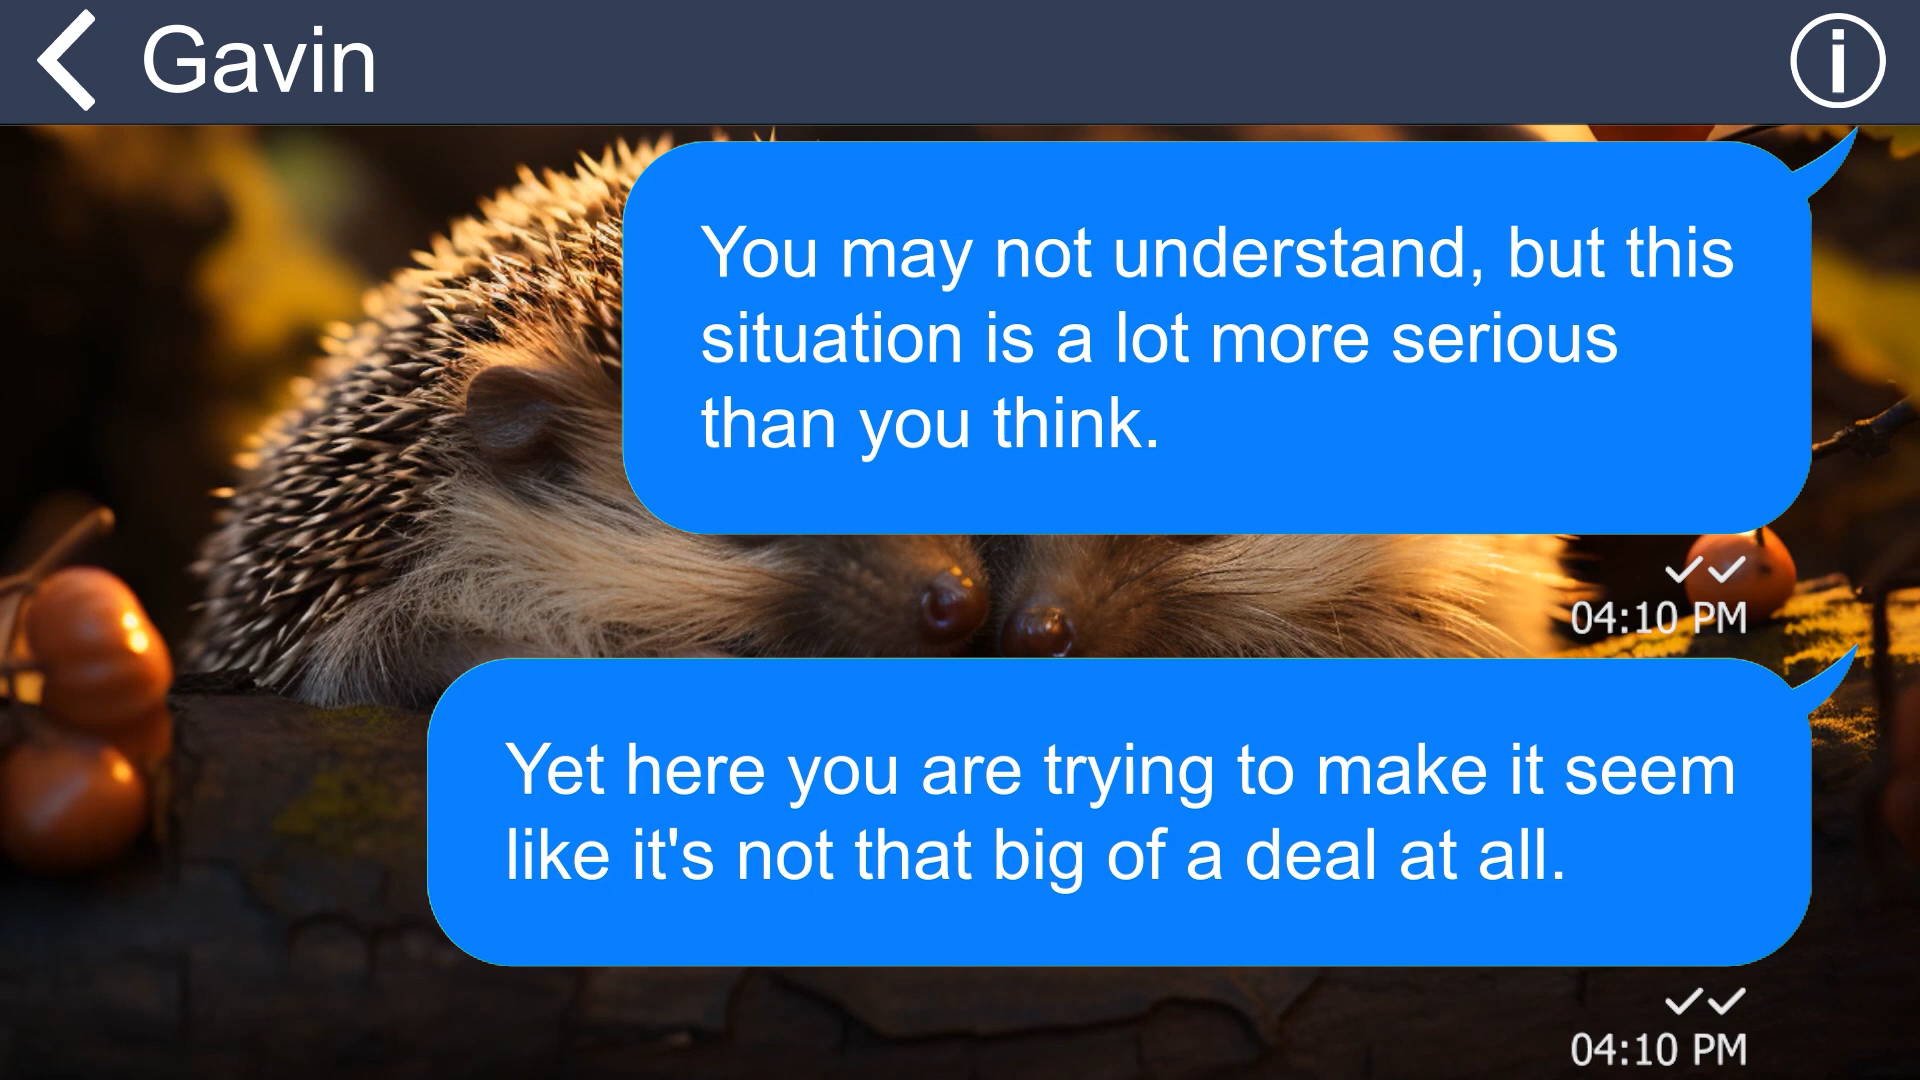 Gavin
You may not understand, but this
situation is a lot more serious
than you think.
04:10 PM
Yet here you are trying to make it seem
like it's not that big of a deal at all.
04:10 PM